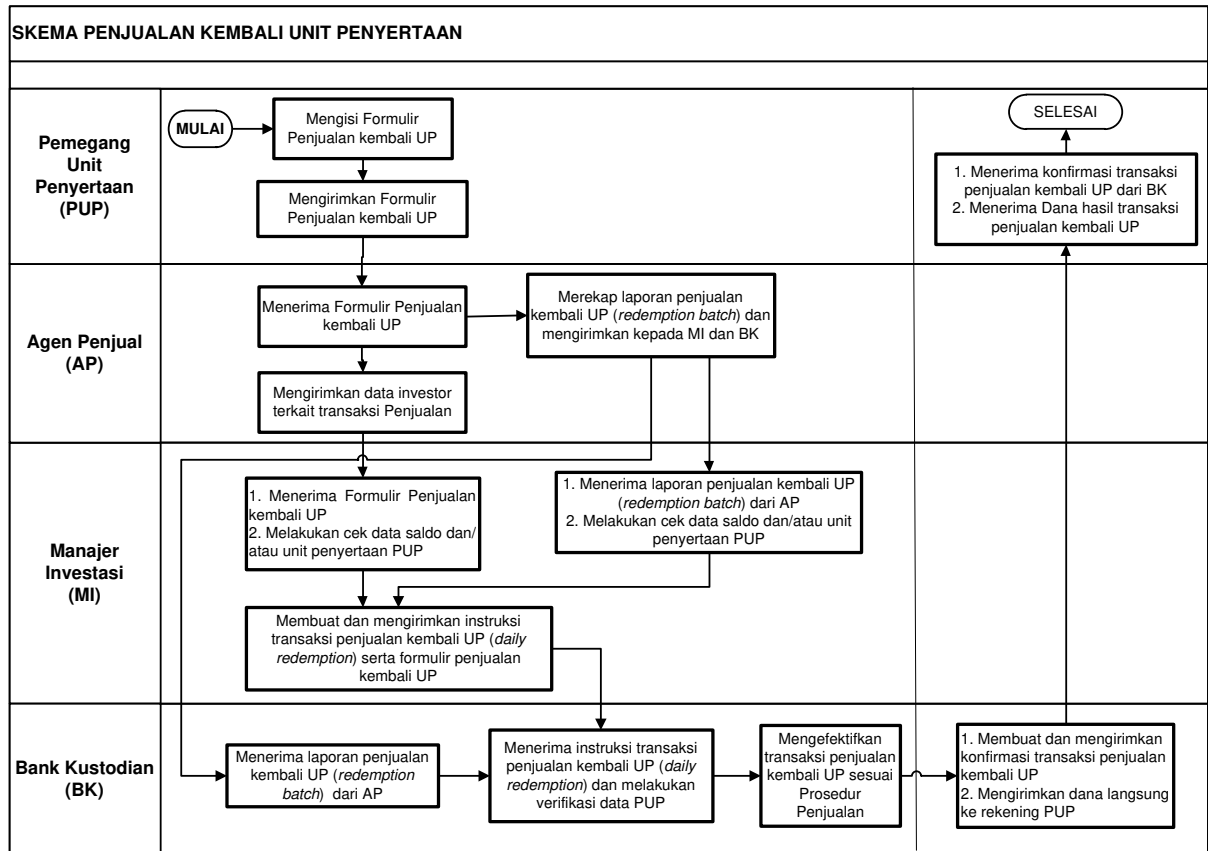 SKEMA PENJUALAN KEMBALI UNIT PENYERTAAN
Pemegang
Unit
Penyertaan
(PUP)
MULAI
Mengisi Formulir
Penjualan kembali UP
Mengirimkan Formulir
Penjualan kembali UP
SELESAI
1. Menerima konfirmasi transaksi
penjualan kembali UP dari BK
2. Menerima Dana hasil transaksi
penjualan kembali UP
Agen Penjual
(AP)
Menerima Formulir Penjualan
kembali UP
Merekap laporan penjualan
kembali UP (redemption batch) dan
mengirimkan kepada MI dan BK
Mengirimkan data investor
terkait transaksi Penjualan
Manajer
Investasi
(MI)
1. Menerima Formulir Penjualan
kembali UP
2. Melakukan cek data saldo dan/
atau unit penyertaan PUP
1. Menerima laporan penjualan kembali UP
(redemption batch) dari AP
2. Melakukan cek data saldo dan/atau unit
penyertaan PUP
Membuat dan mengirimkan instruksi
transaksi penjualan kembali UP (daily
redemption) serta formulir penjualan
kembali UP
Bank Kustodian
(BK)
Menerima laporan penjualan
kembali UP (redemption
batch) dari AP
Menerima instruksi transaksi
penjualan kembali UP (daily
redemption) dan melakukan
verifikasi data PUP
Mengefektifkan
transaksi penjualan
kembali UP sesuai
Prosedur
Penjualan
1. Membuat dan mengirimkan
konfirmasi transaksi penjualan
kembali UP
2. Mengirimkan dana langsung
ke rekening PUP